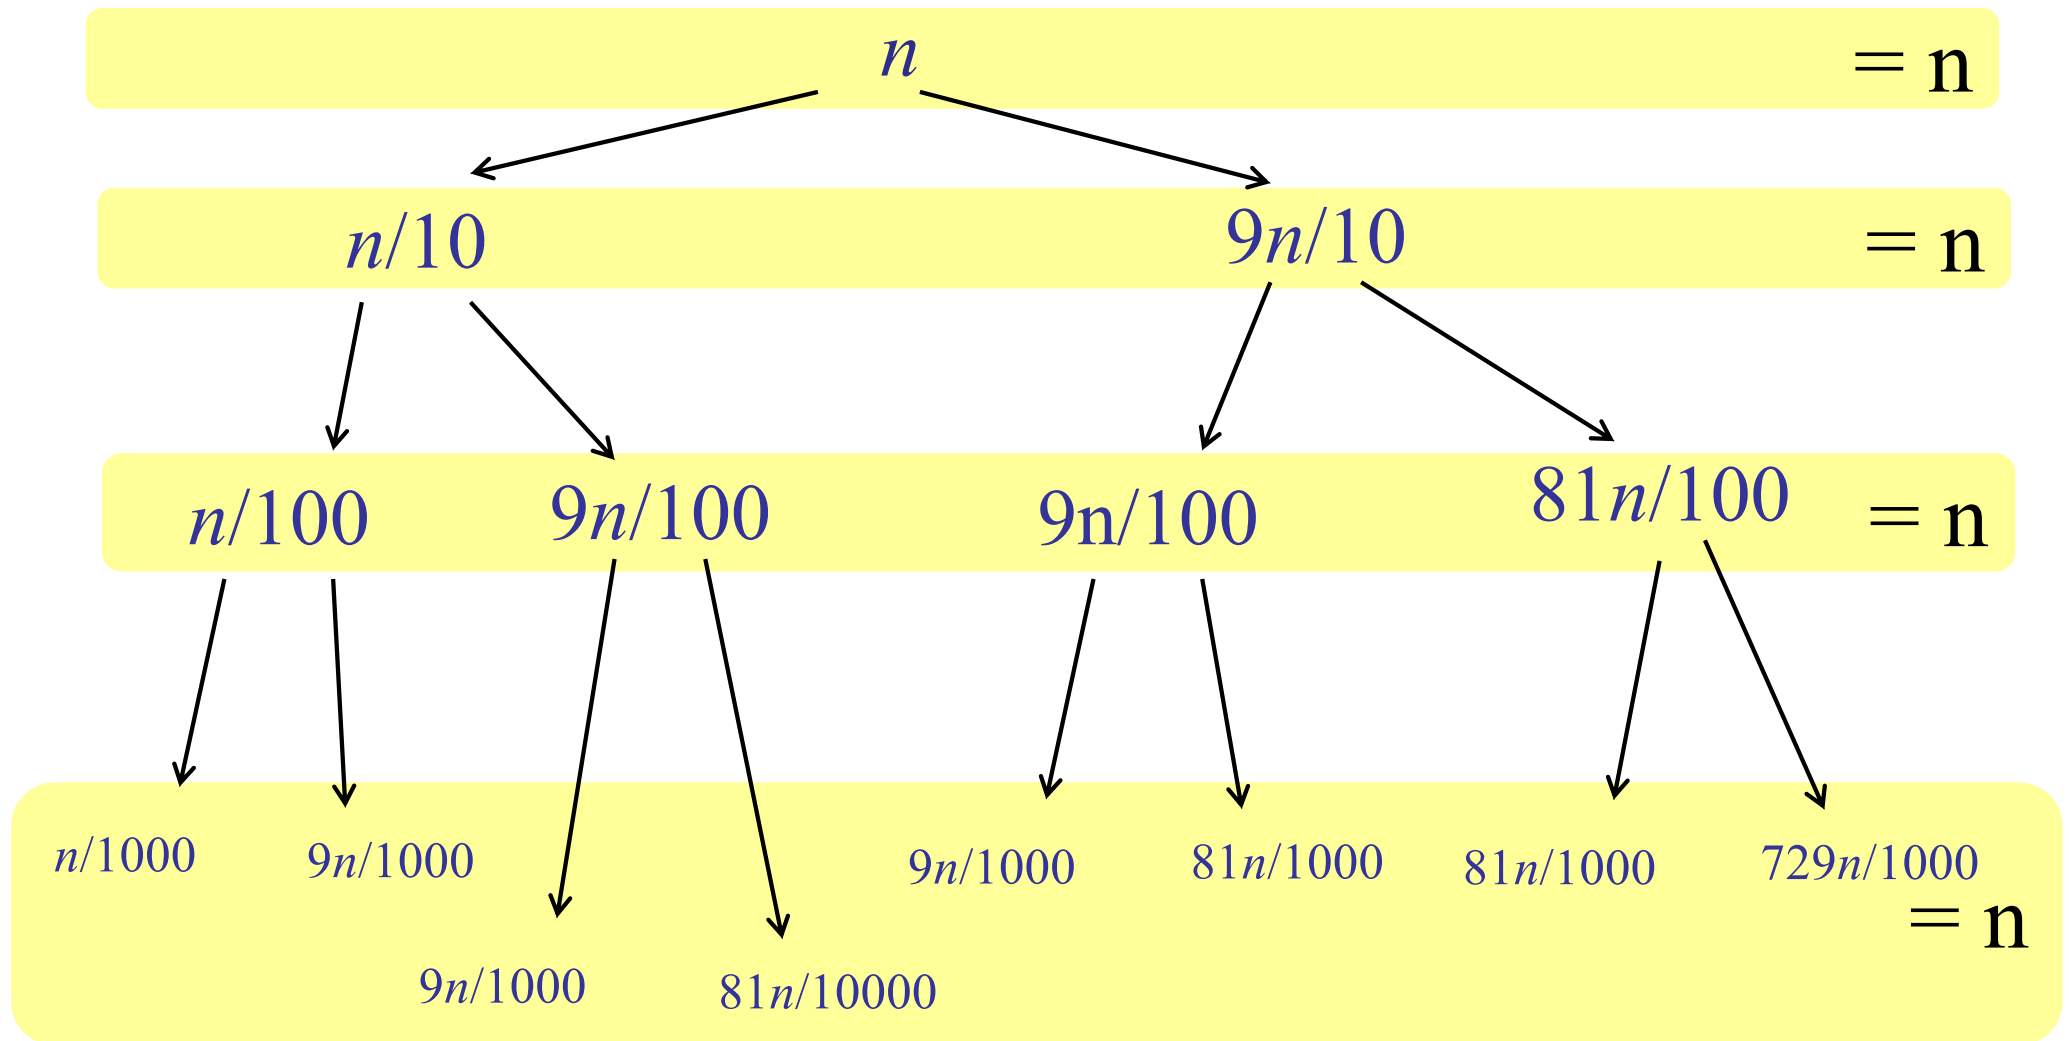 n = n
n/10 9n/10 = n
n/100 9n/100 9n/100 81n/100 = n
n/1000 9n/1000 9n/1000 81n/1000 81n/1000 729n/1000
= n
9n/1000 81n/10000